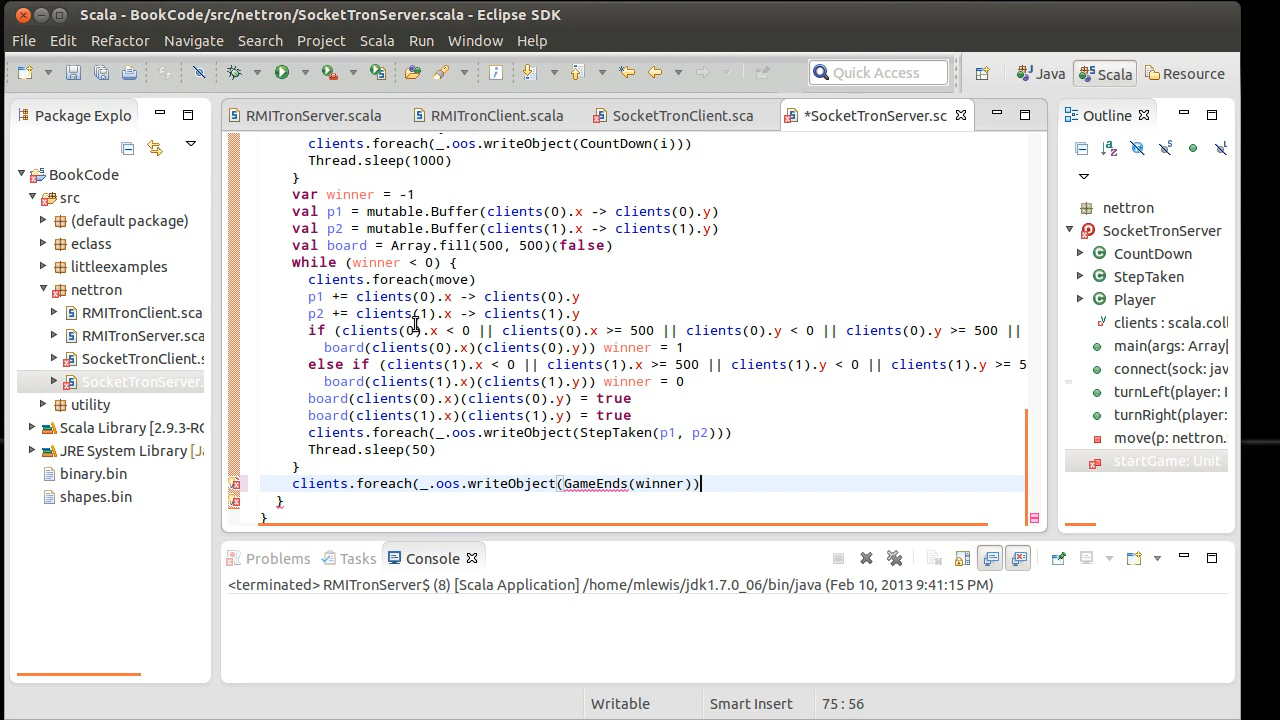 Scala - BookCode/src/nettron/SocketTronServer.scala - Eclipse SDK
File Edit Refactor Navigate Search Project Scala Run Window Help
Quick Access Java Scala Resource
Package Explo
RMITronServer.scala RMITronClient.scala SocketTronClient.sca *SocketTronServer.sc
Outline
BookCode
src
(default package)
eclass
littleexamples
nettron
RMITronClient.sca
RMITronServer.sca
SocketTronClient.s
SocketTronServer.
utility
Scala Library [2.9.3-RC
JRE System Library [Ja
binary.bin
shapes.bin
clients.foreach(_.oos.writeObject(CountDown(i)))
Thread.sleep(1000)
}
var winner = -1
val p1 = mutable.Buffer(clients(0).x -> clients(0).y)
val p2 = mutable.Buffer(clients(1).x -> clients(1).y)
val board = Array.fill(500, 500)(false)
while (winner < 0) {
clients.foreach(move)
p1 += clients(0).x -> clients(0).y
p2 += clients(1).x -> clients(1).y
if (clients(0).x < 0 || clients(0).x >= 500 || clients(0).y < 0 || clients(0).y >= 500 ||
board(clients(0).x)(clients(0).y)) winner = 1
else if (clients(1).x < 0 || clients(1).x >= 500 || clients(1).y < 0 || clients(1).y >= 5
board(clients(1).x)(clients(1).y)) winner = 0
board(clients(0).x)(clients(0).y) = true
board(clients(1).x)(clients(1).y) = true
clients.foreach(_.oos.writeObject(StepTaken(p1, p2)))
Thread.sleep(50)
}
clients.foreach(_.oos.writeObject(GameEnds(winner))
}
}
nettron
SocketTronServer
CountDown
StepTaken
Player
clients : scala.coll
main(args: Array[
connect(sock: jav
turnLeft(player: I
turnRight(player:
move(p: nettron.
startGame: Unit
Problems Tasks Console
<terminated> RMITronServer$ (8) [Scala Application] /home/mlewis/jdk1.7.0_06/bin/java (Feb 10, 2013 9:41:15 PM)
Writable Smart Insert 75 : 56